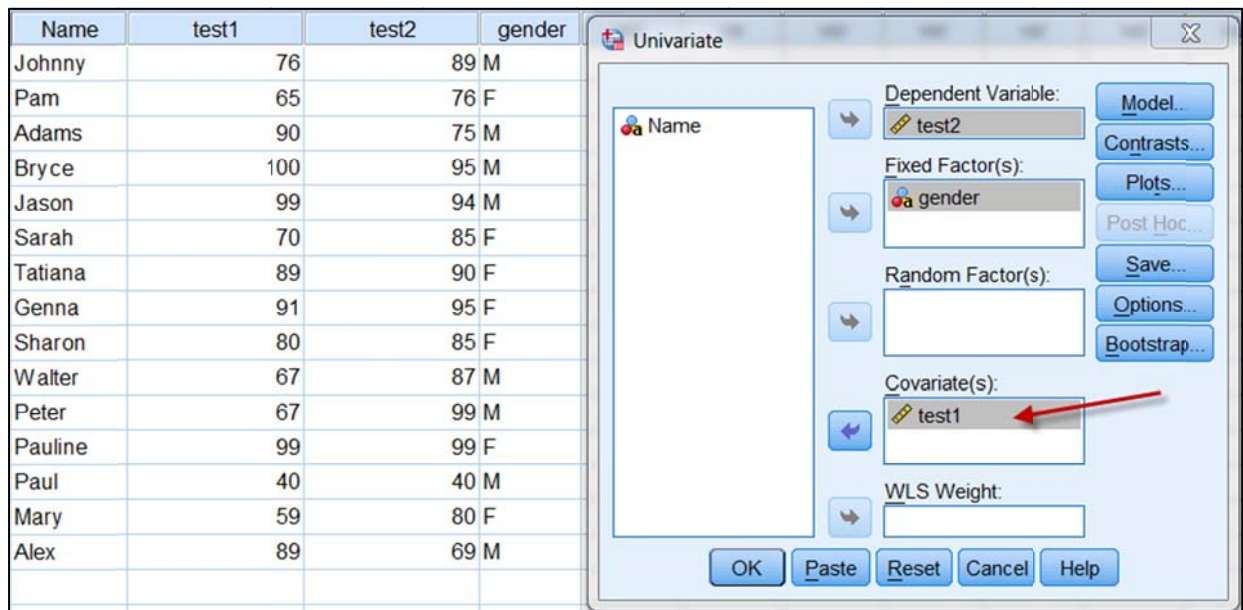 Name test1 test2 gender
Johnny 76 89 M
Pam 65 76 F
Adams 90 75 M
Bryce 100 95 M
Jason 99 94 M
Sarah 70 85 F
Tatiana 89 90 F
Genna 91 95 F
Sharon 80 85 F
Walter 67 87 M
Peter 67 99 M
Pauline 99 99 F
Paul 40 40 M
Mary 59 80 F
Alex 89 69 M
Univariate
Name
Dependent Variable:
test2
Fixed Factor(s):
gender
Random Factor(s):
Covariate(s):
test1
WLS Weight:
Model...
Contrasts...
Plots...
Post Hoc...
Save...
Options...
Bootstrap...
OK Paste Reset Cancel Help